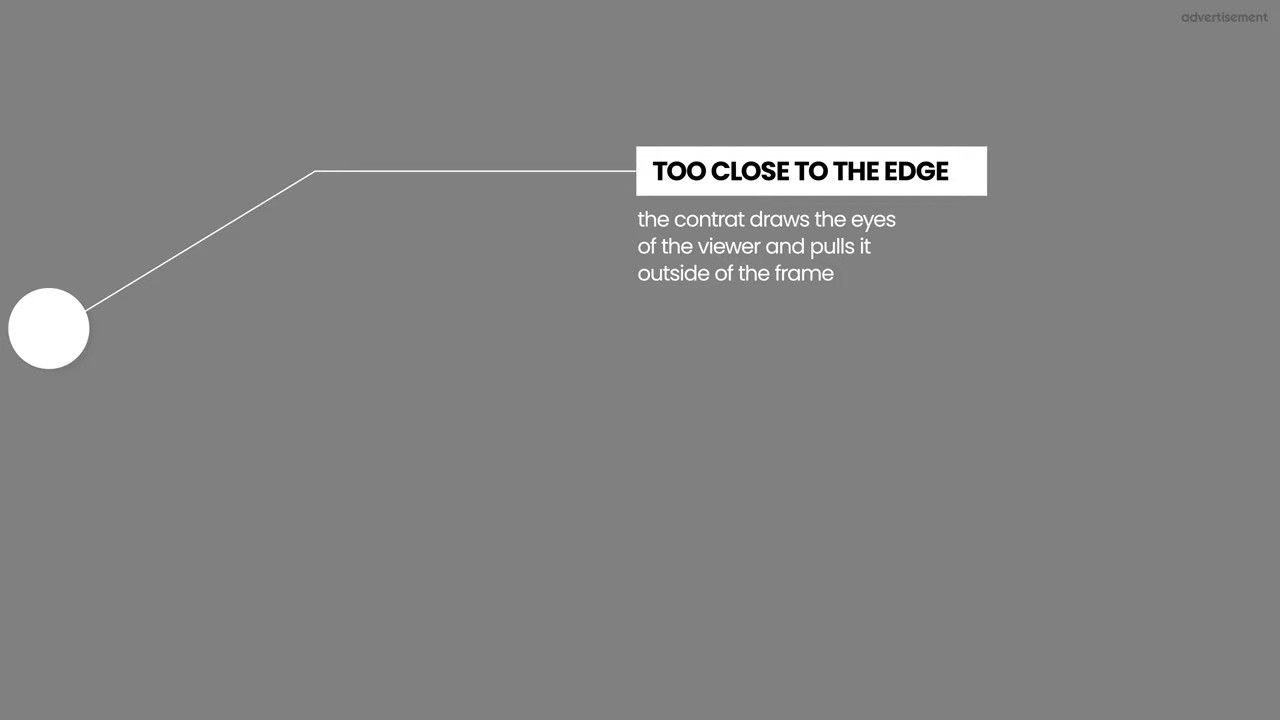 advertisement
TOO CLOSE TO THE EDGE
the contrat draws the eyes
of the viewer and pulls it
outside of the frame